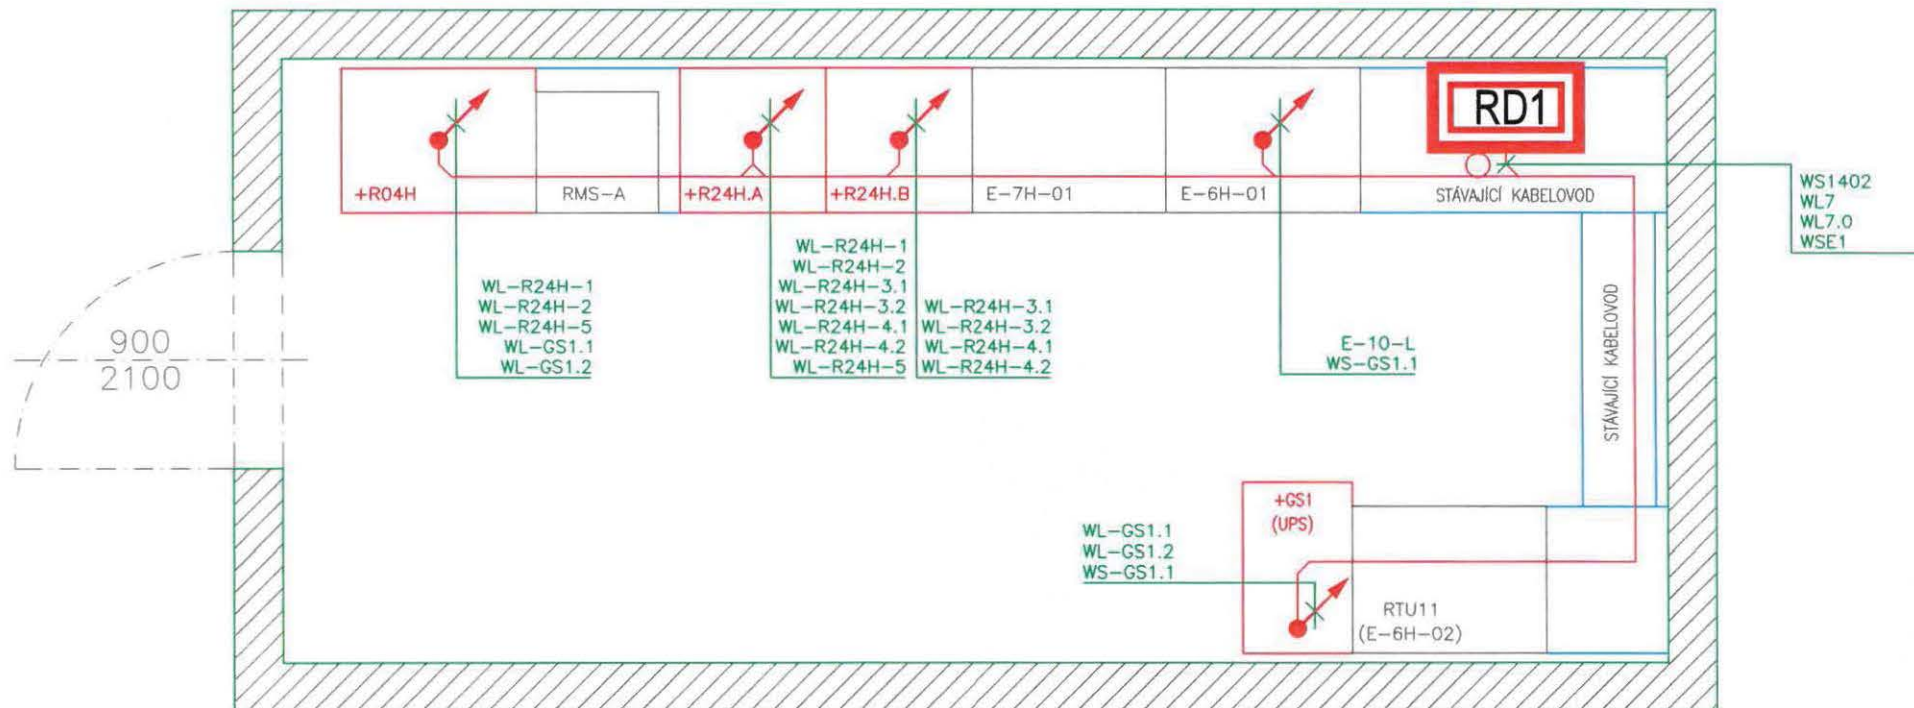 RD1
+R04H
RMS-A
+R24H.A
+R24H.B
E-7H-01
E-6H-01
STÁVAJÍCÍ KABELOVOD
WS1402
WL7
WL7.0
WSE1
WL-R24H-1
WL-R24H-2
WL-R24H-5
WL-GS1.1
WL-GS1.2
WL-R24H-1
WL-R24H-2
WL-R24H-3.1
WL-R24H-3.2
WL-R24H-4.1
WL-R24H-4.2
WL-R24H-5
WL-R24H-3.1
WL-R24H-3.2
WL-R24H-4.1
WL-R24H-4.2
E-10-L
WS-GS1.1
STÁVAJÍCÍ KABELOVOD
900
2100
+GS1
(UPS)
WL-GS1.1
WL-GS1.2
WS-GS1.1
RTU11
(E-6H-02)